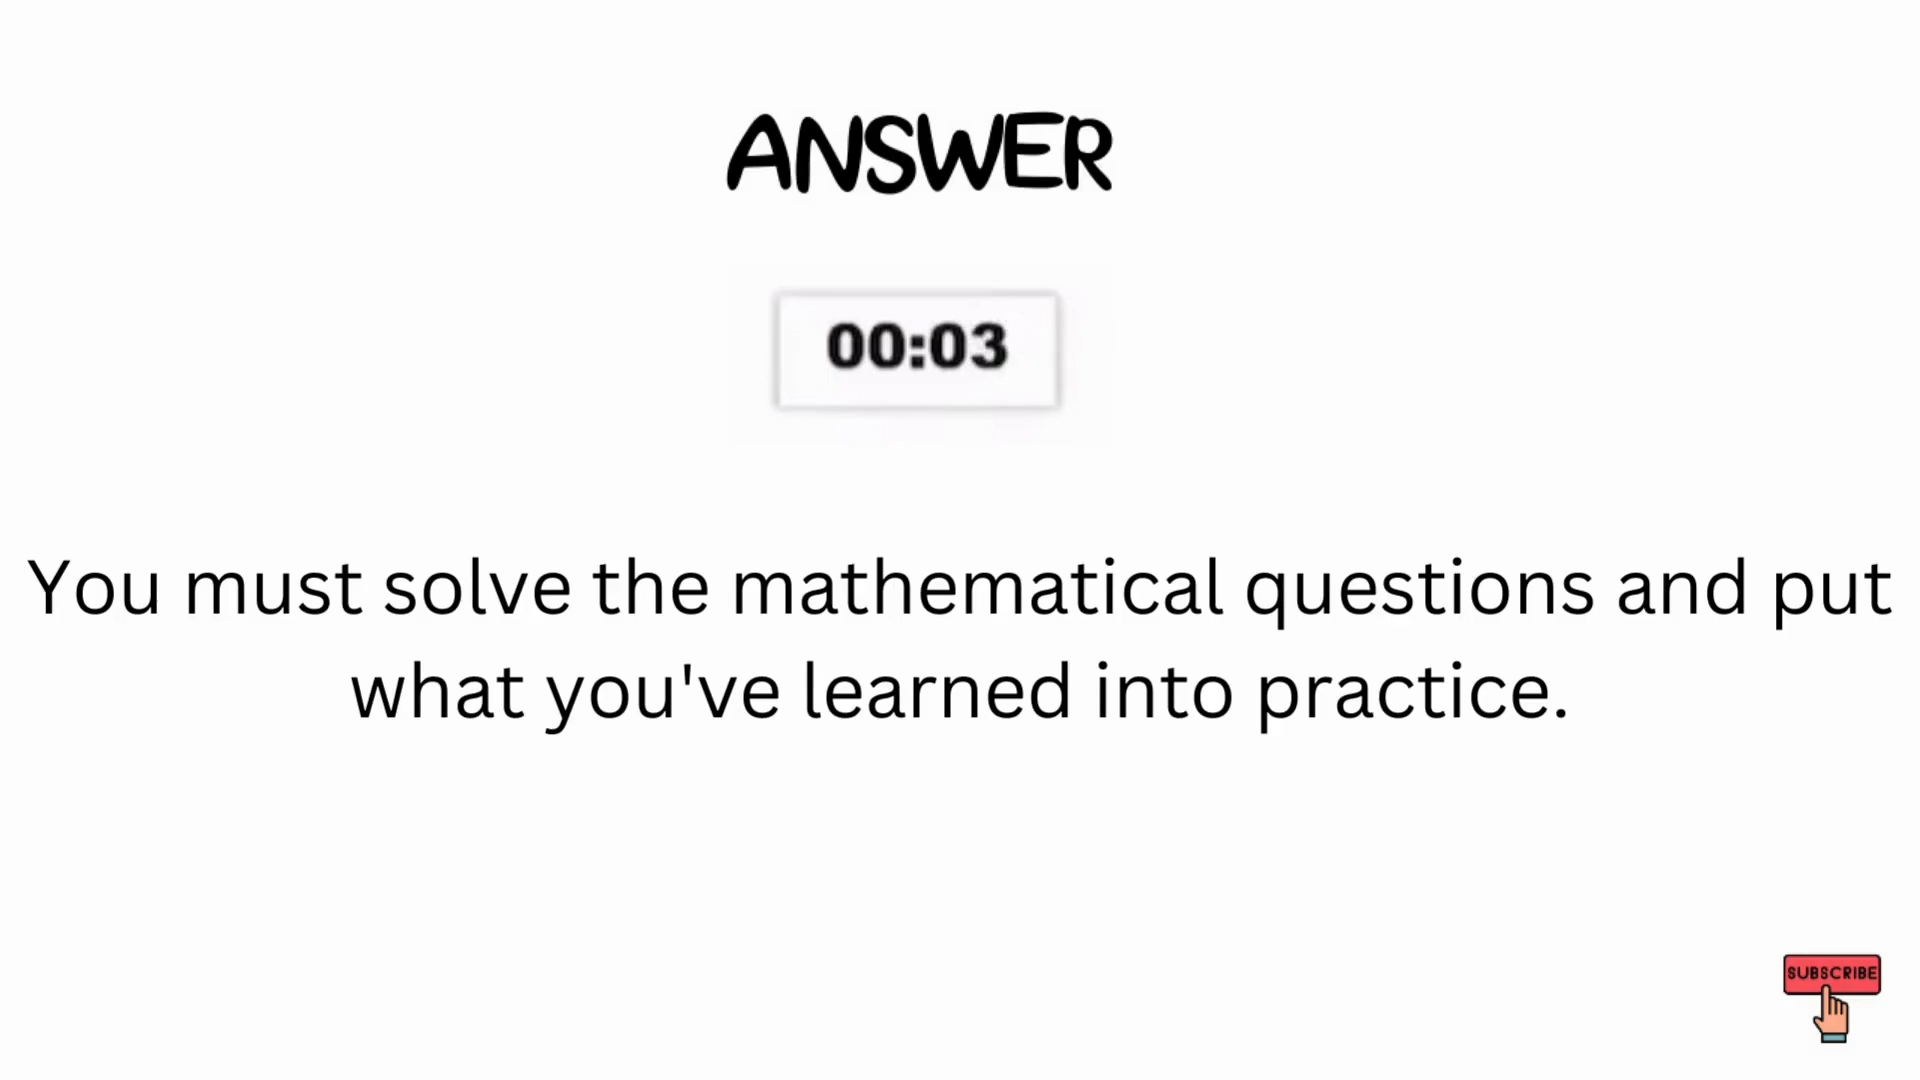 ANSWER
00:03
You must solve the mathematical questions and put
what you've learned into practice.
SUBSCRIBE